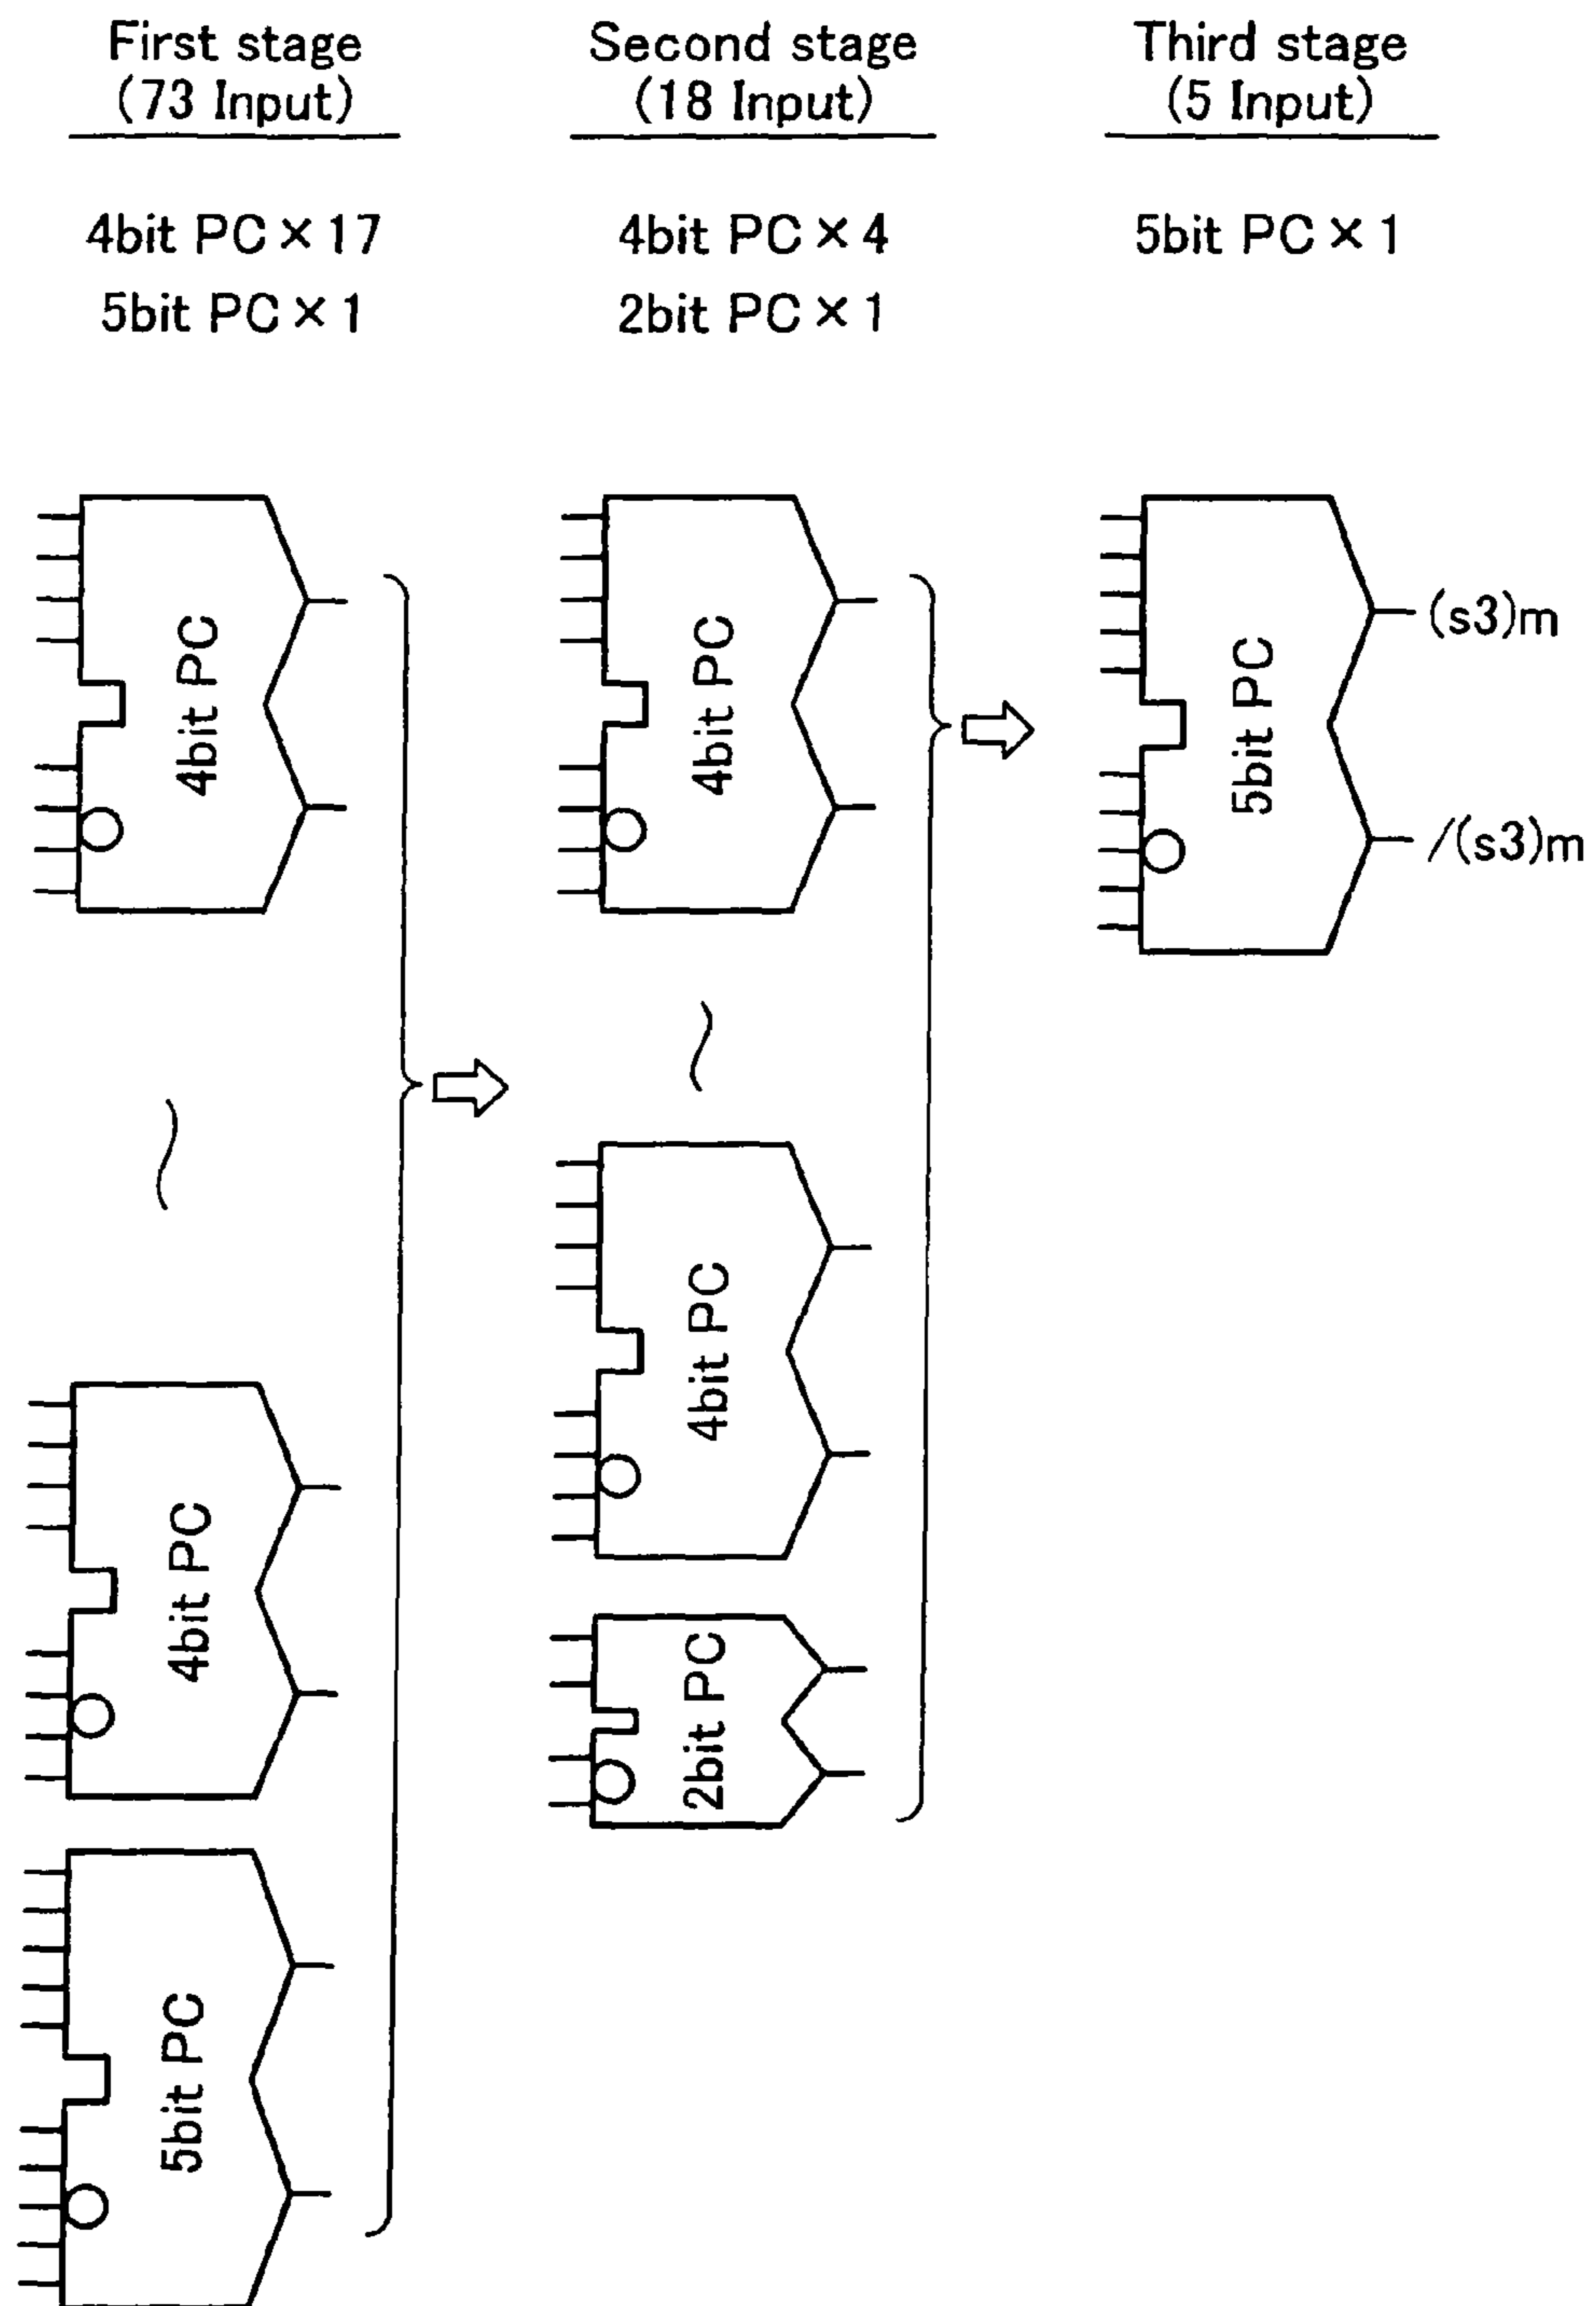 First stage
(73 Input)
4bit PC×17
5bit PC×1
Second stage
(18 Input)
4bit PC×4
2bit PC×1
Third stage
(5 Input)
5bit PC×1
4bit PC
4bit PC
5bit PC
4bit PC
4bit PC
2bit PC
5bit PC
(s3)m
/(s3)m